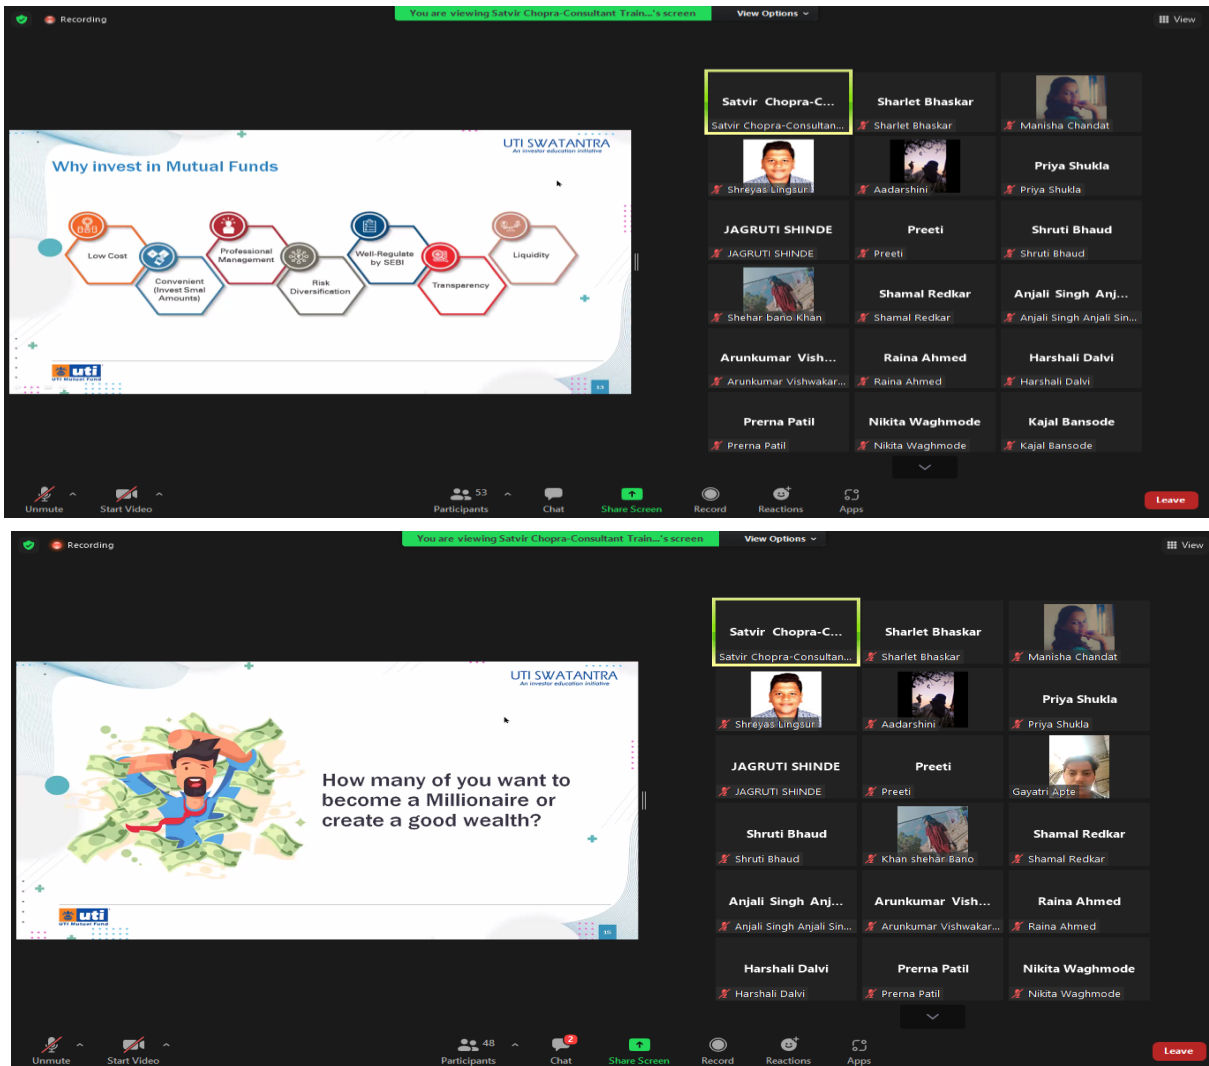 Recording
You are viewing Satvir Chopra-Consultant Train...'s screen
View Options
View
UTI SWATANTRA
An investor education initiative
Why invest in Mutual Funds
Low Cost
Convenient
(Invest Smal
Amounts)
Professional
Management
Risk
Diversification
Well-Regulate
by SEBI
Transparency
Liquidity
uti
UTI Mutual Fund
13
Satvir Chopra-C...
Satvir Chopra-Consultan...
Sharlet Bhaskar
Sharlet Bhaskar
Manisha Chandat
Shreyas Lingsur
Aadarshini
Priya Shukla
Priya Shukla
JAGRUTI SHINDE
JAGRUTI SHINDE
Preeti
Preeti
Shruti Bhaud
Shruti Bhaud
Shehar bano Khan
Shamal Redkar
Shamal Redkar
Anjali Singh Anj...
Anjali Singh Anjali Sin...
Arunkumar Vish...
Arunkumar Vishwakar...
Raina Ahmed
Raina Ahmed
Harshali Dalvi
Harshali Dalvi
Prerna Patil
Prerna Patil
Nikita Waghmode
Nikita Waghmode
Kajal Bansode
Kajal Bansode
Unmute
Start Video
53
Participants
Chat
Share Screen
Record
Reactions
Apps
Leave
Recording
You are viewing Satvir Chopra-Consultant Train...'s screen
View Options
View
UTI SWATANTRA
An investor education initiative
How many of you want to
become a Millionaire or
create a good wealth?
uti
UTI Mutual Fund
15
Satvir Chopra-C...
Satvir Chopra-Consultan...
Sharlet Bhaskar
Sharlet Bhaskar
Manisha Chandat
Shreyas Lingsur
Aadarshini
Priya Shukla
Priya Shukla
JAGRUTI SHINDE
JAGRUTI SHINDE
Preeti
Preeti
Gayatri Apte
Shruti Bhaud
Shruti Bhaud
Khan shehar Bano
Shamal Redkar
Shamal Redkar
Anjali Singh Anj...
Anjali Singh Anjali Sin...
Arunkumar Vish...
Arunkumar Vishwakar...
Raina Ahmed
Raina Ahmed
Harshali Dalvi
Harshali Dalvi
Prerna Patil
Prerna Patil
Nikita Waghmode
Nikita Waghmode
Unmute
Start Video
48
Participants
2
Chat
Share Screen
Record
Reactions
Apps
Leave